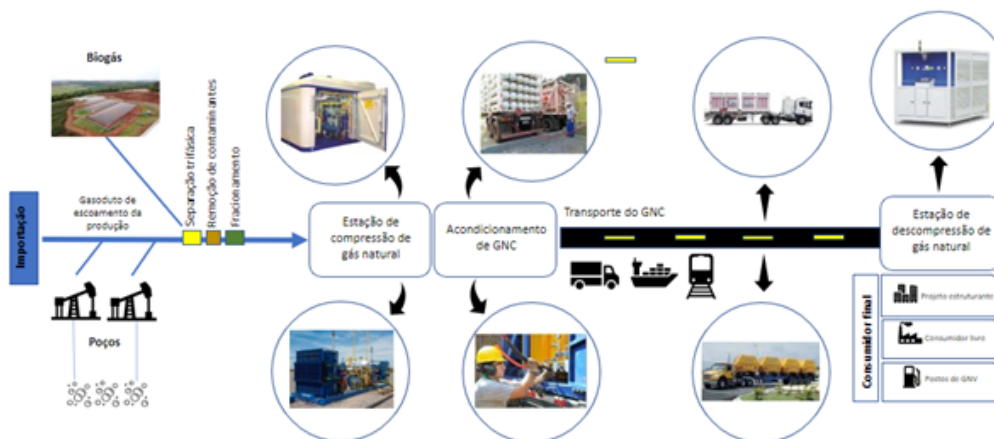 Biogás
Importação
Gasoduto de
escoamento da
produção
Separação trifásica
Remoção de contaminantes
Fracionamento
Poços
Estação de
compressão de
gás natural
Acondicionamento
de GNC
Transporte do GNC
Estação de
descompressão de
gás natural
Consumidor final
Projeto estruturante
Consumidor livre
Postos de GNV